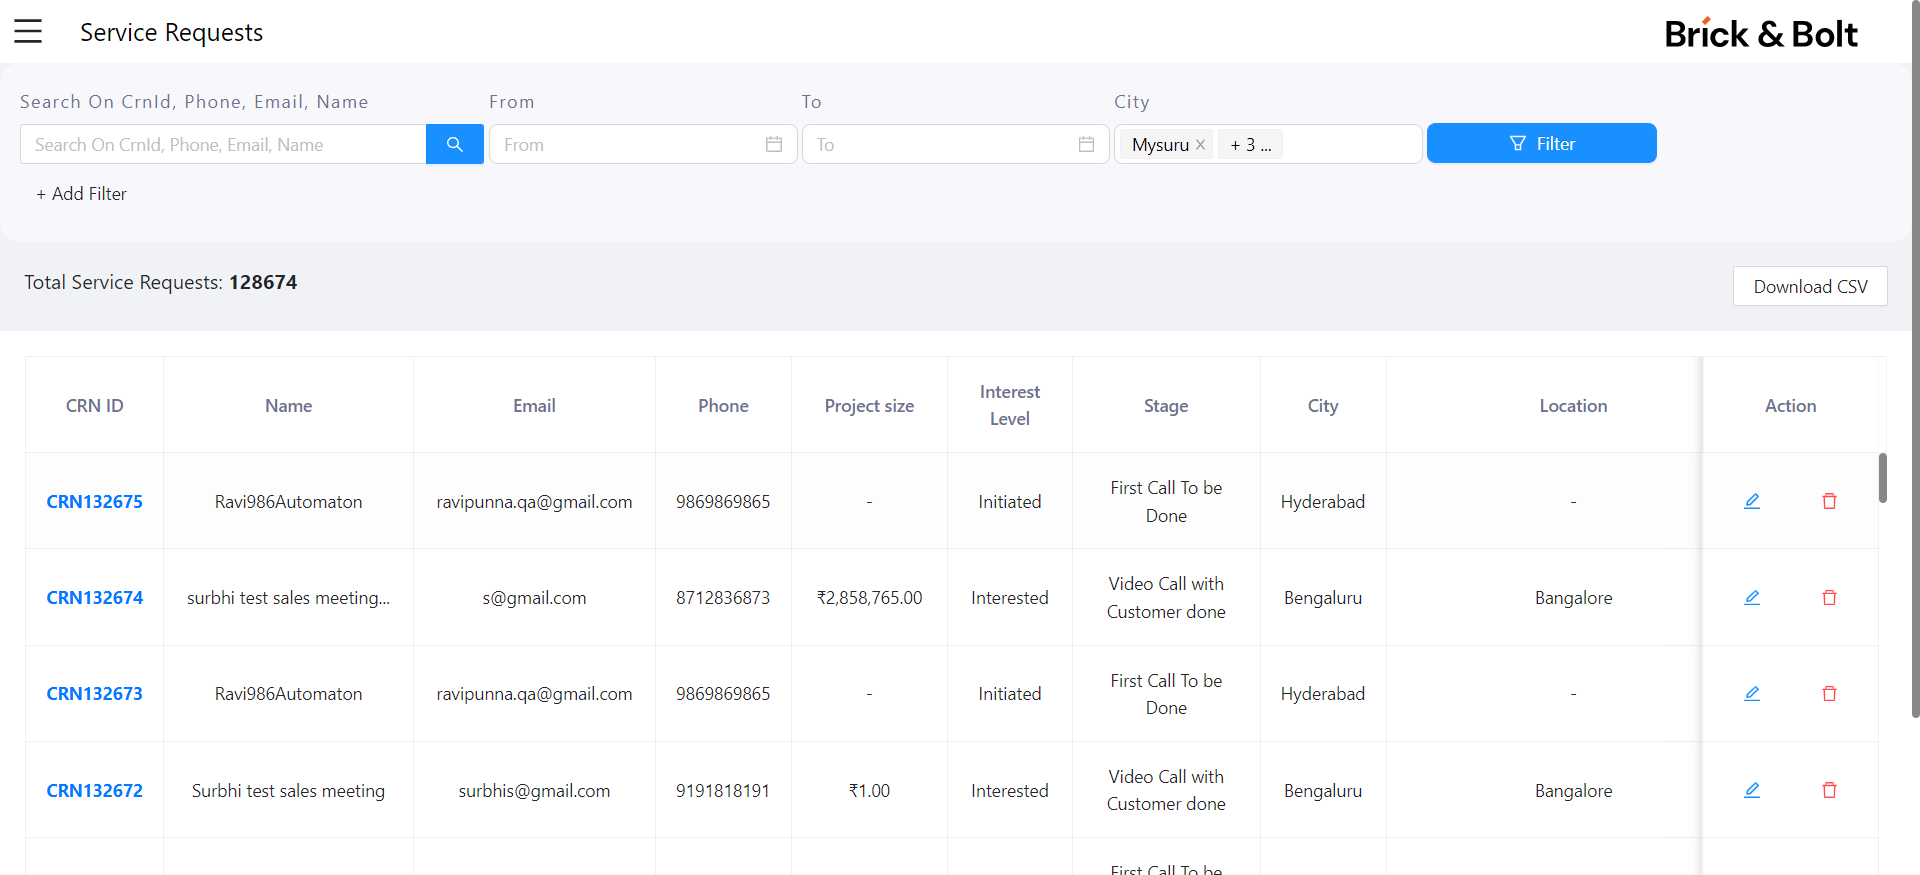 Service Requests
Brick & Bolt
Search On CrnId, Phone, Email, Name
From
To
City
Search On CrnId, Phone, Email, Name
From
To
Mysuru
+ 3 ...
Filter
+ Add Filter
Total Service Requests: 128674
Download CSV
CRN ID
Name
Email
Phone
Project size
Interest
Level
Stage
City
Location
Action
CRN132675
Ravi986Automaton
ravipunna.qa@gmail.com
9869869865
-
Initiated
First Call To be
Done
Hyderabad
-
CRN132674
surbhi test sales meeting...
s@gmail.com
8712836873
₹2,858,765.00
Interested
Video Call with
Customer done
Bengaluru
Bangalore
CRN132673
Ravi986Automaton
ravipunna.qa@gmail.com
9869869865
-
Initiated
First Call To be
Done
Hyderabad
-
CRN132672
Surbhi test sales meeting
surbhis@gmail.com
9191818191
₹1.00
Interested
Video Call with
Customer done
Bengaluru
Bangalore
First Call To be